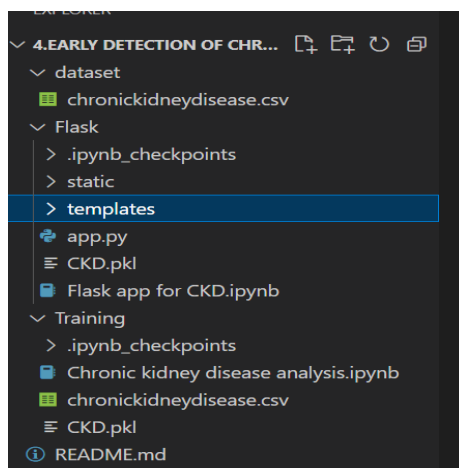 EXPLORER
4.EARLY DETECTION OF CHR...
dataset
chronickidneydisease.csv
Flask
.ipynb_checkpoints
static
templates
app.py
CKD.pkl
Flask app for CKD.ipynb
Training
.ipynb_checkpoints
Chronic kidney disease analysis.ipynb
chronickidneydisease.csv
CKD.pkl
README.md